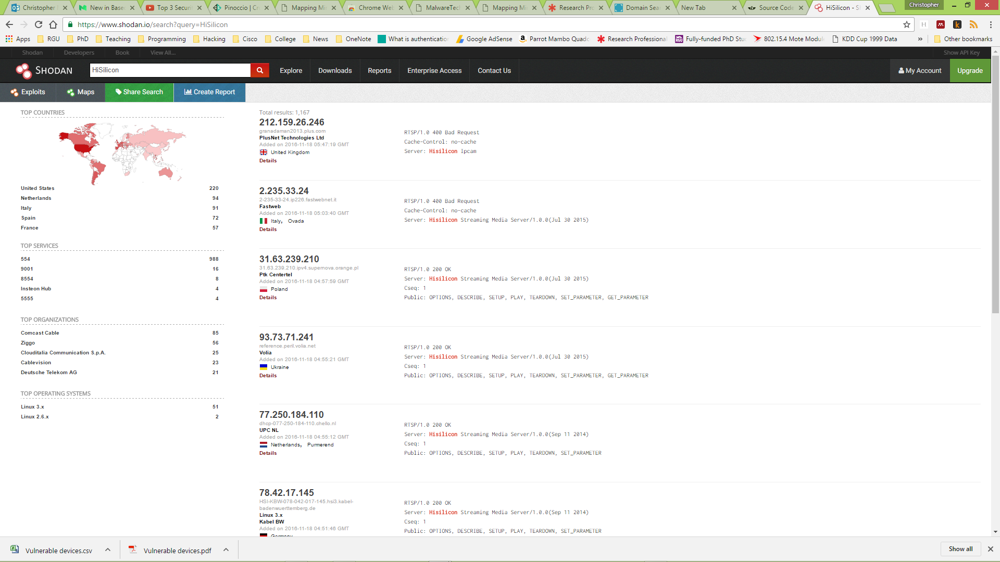 Christopher
New in Base
Top 3 Securit
Pinoccio | Cr
Mapping Mi
Chrome Web
MalwareTec
Mapping Mi
Research Pro
Domain Sear
New Tab
Source Code
HiSilicon - S
Christopher
https://www.shodan.io/search?query=HiSilicon
Apps
RGU
PhD
Teaching
Programming
Hacking
Cisco
College
News
OneNote
What is authenticatio
Google AdSense
Parrot Mambo Quadc
Research Professional
Fully-funded PhD Stu
802.15.4 Mote Modul
KDD Cup 1999 Data
»
Other bookmarks
Shodan
Developers
Book
View All...
Show API Key
SHODAN
HiSilicon
Explore
Downloads
Reports
Enterprise Access
Contact Us
My Account
Upgrade
Exploits
Maps
Share Search
Create Report
TOP COUNTRIES
United States 220
Netherlands 94
Italy 91
Spain 72
France 57
TOP SERVICES
554 988
9001 16
8554 8
Insteon Hub 4
5555 4
TOP ORGANIZATIONS
Comcast Cable 85
Ziggo 56
Clouditalia Communication S.p.A. 25
Cablevision 23
Deutsche Telekom AG 21
TOP OPERATING SYSTEMS
Linux 3.x 51
Linux 2.6.x 2
Total results: 1,167
212.159.26.246
granadaman2013.plus.com
PlusNet Technologies Ltd
Added on 2016-11-18 05:47:19 GMT
United Kingdom
Details
RTSP/1.0 400 Bad Request
Cache-Control: no-cache
Server: Hisilicon Ipcam
2.235.33.24
2-235-33-24.ip226.fastwebnet.it
Fastweb
Added on 2016-11-18 05:03:40 GMT
Italy, Ovada
Details
RTSP/1.0 400 Bad Request
Cache-Control: no-cache
Server: Hisilicon Streaming Media Server/1.0.0(Jul 30 2015)
31.63.239.210
31.63.239.210.ipv4.supernova.orange.pl
Ptk Centertel
Added on 2016-11-18 04:57:59 GMT
Poland
Details
RTSP/1.0 200 OK
Server: Hisilicon Streaming Media Server/1.0.0(Jul 30 2015)
Cseq: 1
Public: OPTIONS, DESCRIBE, SETUP, PLAY, TEARDOWN, SET_PARAMETER, GET_PARAMETER
93.73.71.241
reference.peril.volia.net
Volia
Added on 2016-11-18 04:55:21 GMT
Ukraine
Details
RTSP/1.0 200 OK
Server: Hisilicon Streaming Media Server/1.0.0(Jul 30 2015)
Cseq: 1
Public: OPTIONS, DESCRIBE, SETUP, PLAY, TEARDOWN, SET_PARAMETER, GET_PARAMETER
77.250.184.110
dhcp-077-250-184-110.chello.nl
UPC NL
Added on 2016-11-18 04:55:12 GMT
Netherlands, Purmerend
Details
RTSP/1.0 200 OK
Server: Hisilicon Streaming Media Server/1.0.0(Sep 11 2014)
Cseq: 1
Public: OPTIONS, DESCRIBE, SETUP, PLAY, TEARDOWN, SET_PARAMETER
78.42.17.145
HSI-KBW-078-042-017-145.hsi3.kabel-
badenwuerttemberg.de
Linux 3.x
Kabel BW
Added on 2016-11-18 04:51:46 GMT
Germany
RTSP/1.0 200 OK
Server: Hisilicon Streaming Media Server/1.0.0(Sep 11 2014)
Cseq: 1
Public: OPTIONS, DESCRIBE, SETUP, PLAY, TEARDOWN, SET_PARAMETER
Vulnerable devices.csv
Vulnerable devices.pdf
Show all